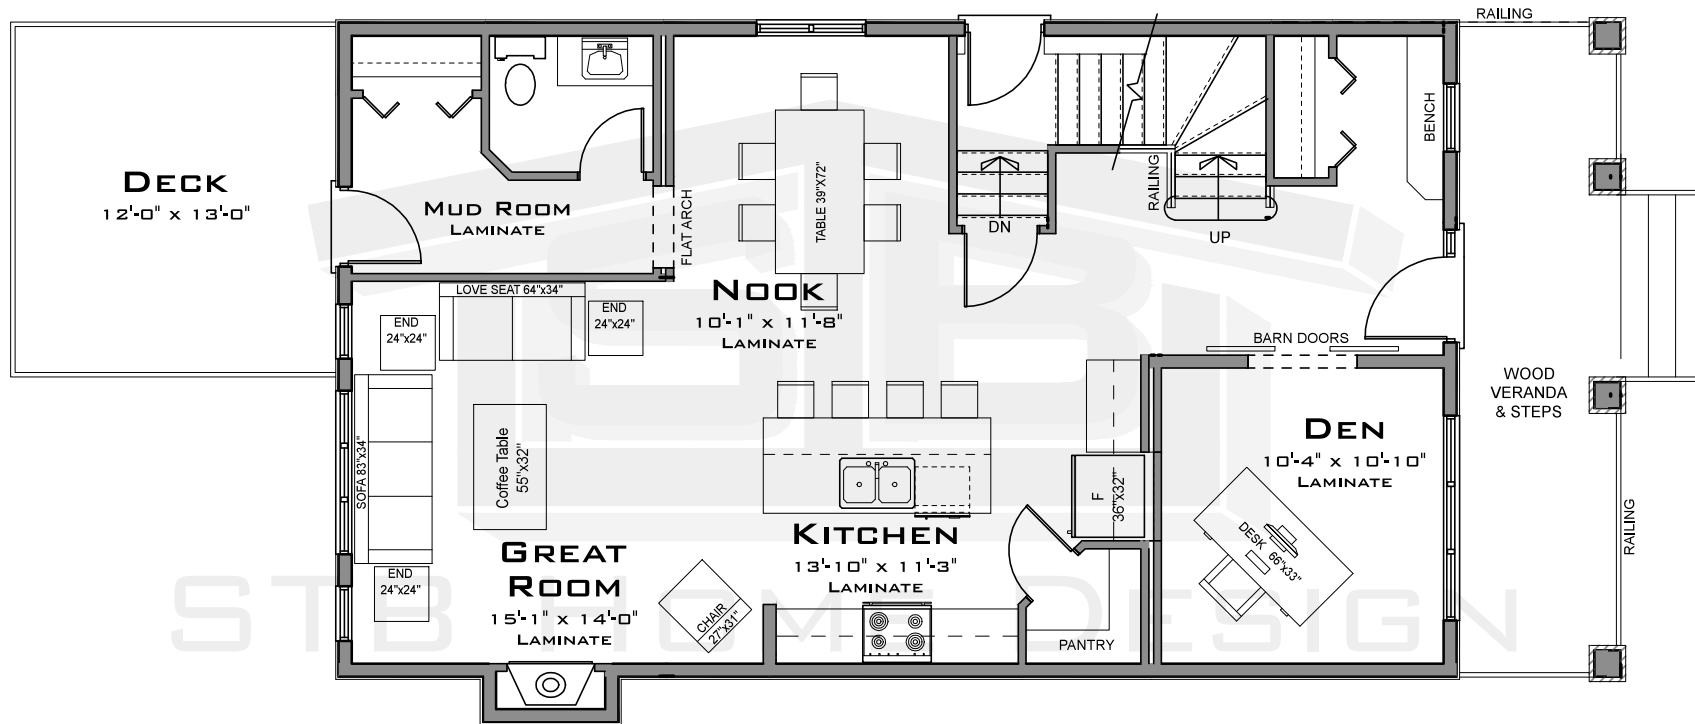 RAILING
BENCH
DECK
12'-0" x 13'-0"
MUD ROOM
LAMINATE
FLAT ARCH
TABLE 39"X72"
DN
RAILING
UP
LOVE SEAT 64"x34"
END
24"x24"
END
24"x24"
NOOK
10'-1" x 11'-8"
LAMINATE
BARN DOORS
WOOD
VERANDA
& STEPS
SOFA 83"x34"
Coffee Table
55"x32"
DEN
10'-4" x 10'-10"
LAMINATE
F
36"x32"
DESK 66"x33"
RAILING
KITCHEN
13'-10" x 11'-3"
LAMINATE
GREAT
ROOM
15'-1" x 14'-0"
LAMINATE
END
24"x24"
CHAIR
27"x31"
PANTRY
STB HOME DESIGN
STB